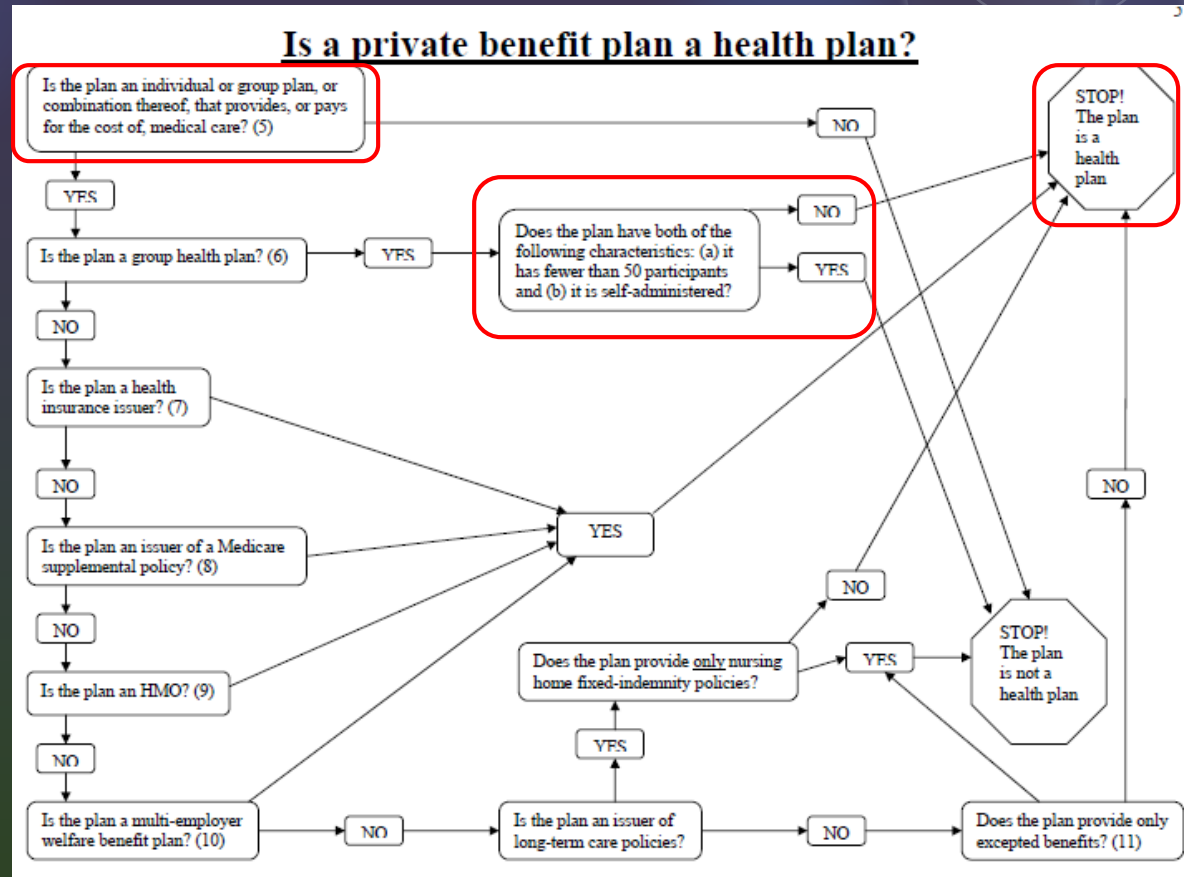 Is a private benefit plan a health plan?
Is the plan an individual or group plan, or
combination thereof, that provides, or pays
for the cost of, medical care? (5)
NO
STOP!
The plan
is a
health
plan
YES
Is the plan a group health plan? (6)
YES
Does the plan have both of the
following characteristics: (a) it
has fewer than 50 participants
and (b) it is self-administered?
NO
YES
NO
Is the plan a health
insurance issuer? (7)
NO
YES
NO
Is the plan an issuer of a Medicare
supplemental policy? (8)
NO
NO
STOP!
The plan
is not a
health plan
Does the plan provide only nursing
home fixed-indemnity policies?
YES
Is the plan an HMO? (9)
YES
NO
Is the plan a multi-employer
welfare benefit plan? (10)
NO
Is the plan an issuer of
long-term care policies?
NO
Does the plan provide only
excepted benefits? (11)